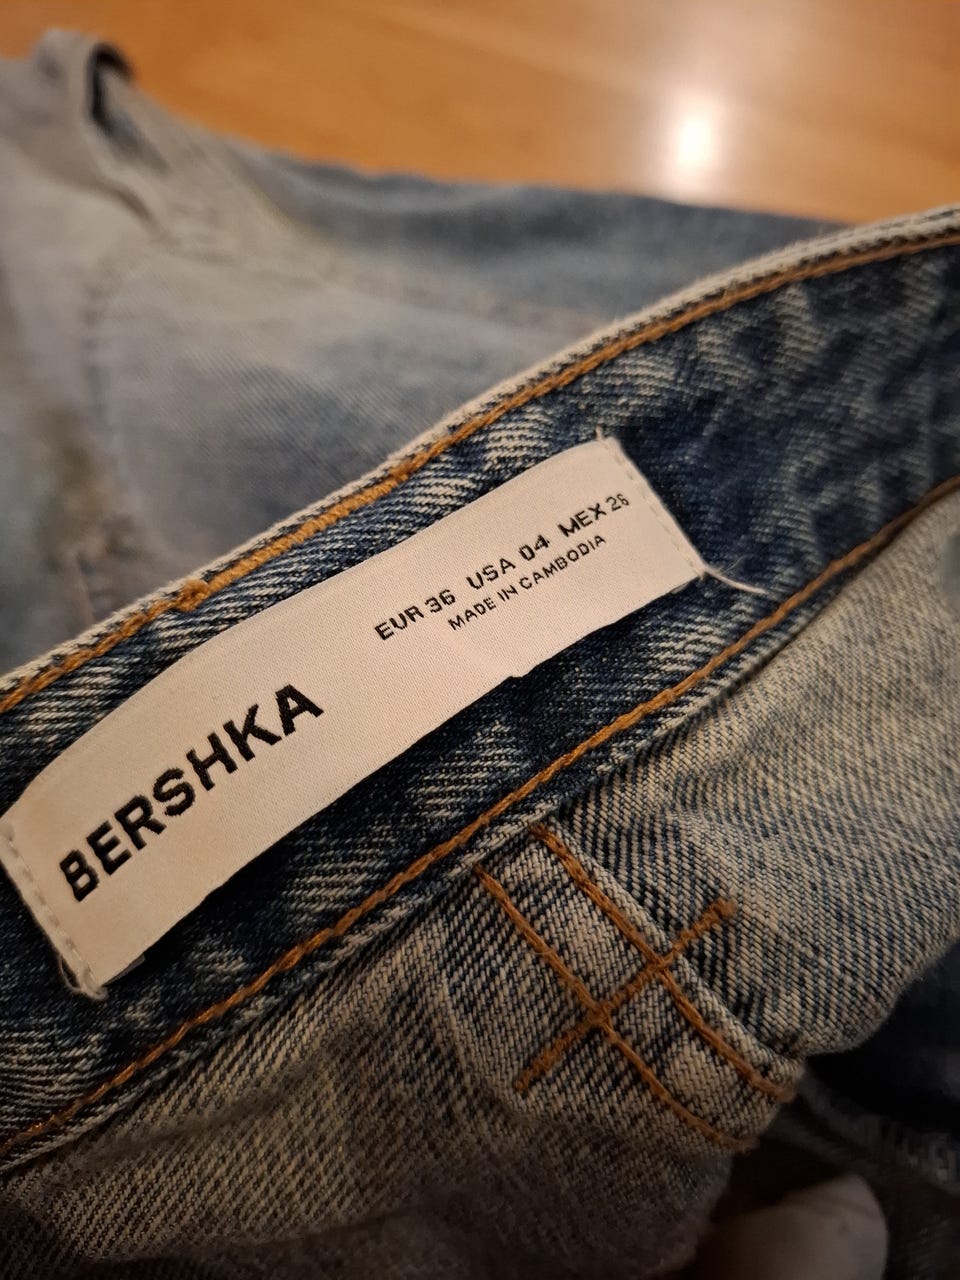 BERSHKA
EUR 36 USA 04 MEX 26
MADE IN CAMBODIA